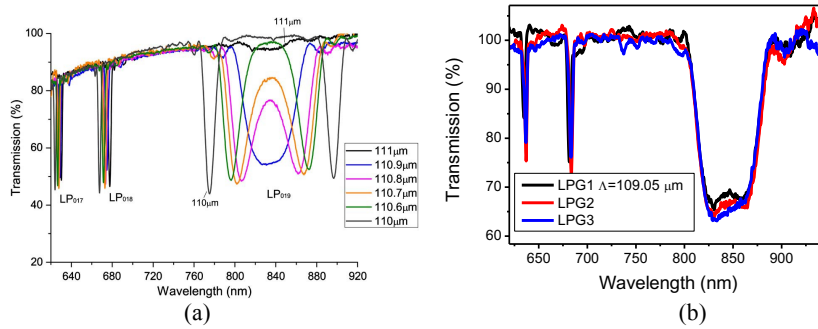 (a)
111μm
100
80
60
40
20
Transmission (%)
LP₀₁₇
LP₀₁₈
110μm
LP₀₁₉
111μm
110.9μm
110.8μm
110.7μm
110.6μm
110μm
640 680 720 760 800 840 880 920
Wavelength (nm)
(a)
(b)
100
90
80
70
60
Transmission (%)
LPG1 Λ=109.05 μm
LPG2
LPG3
650 700 750 800 850 900
Wavelength (nm)
(b)